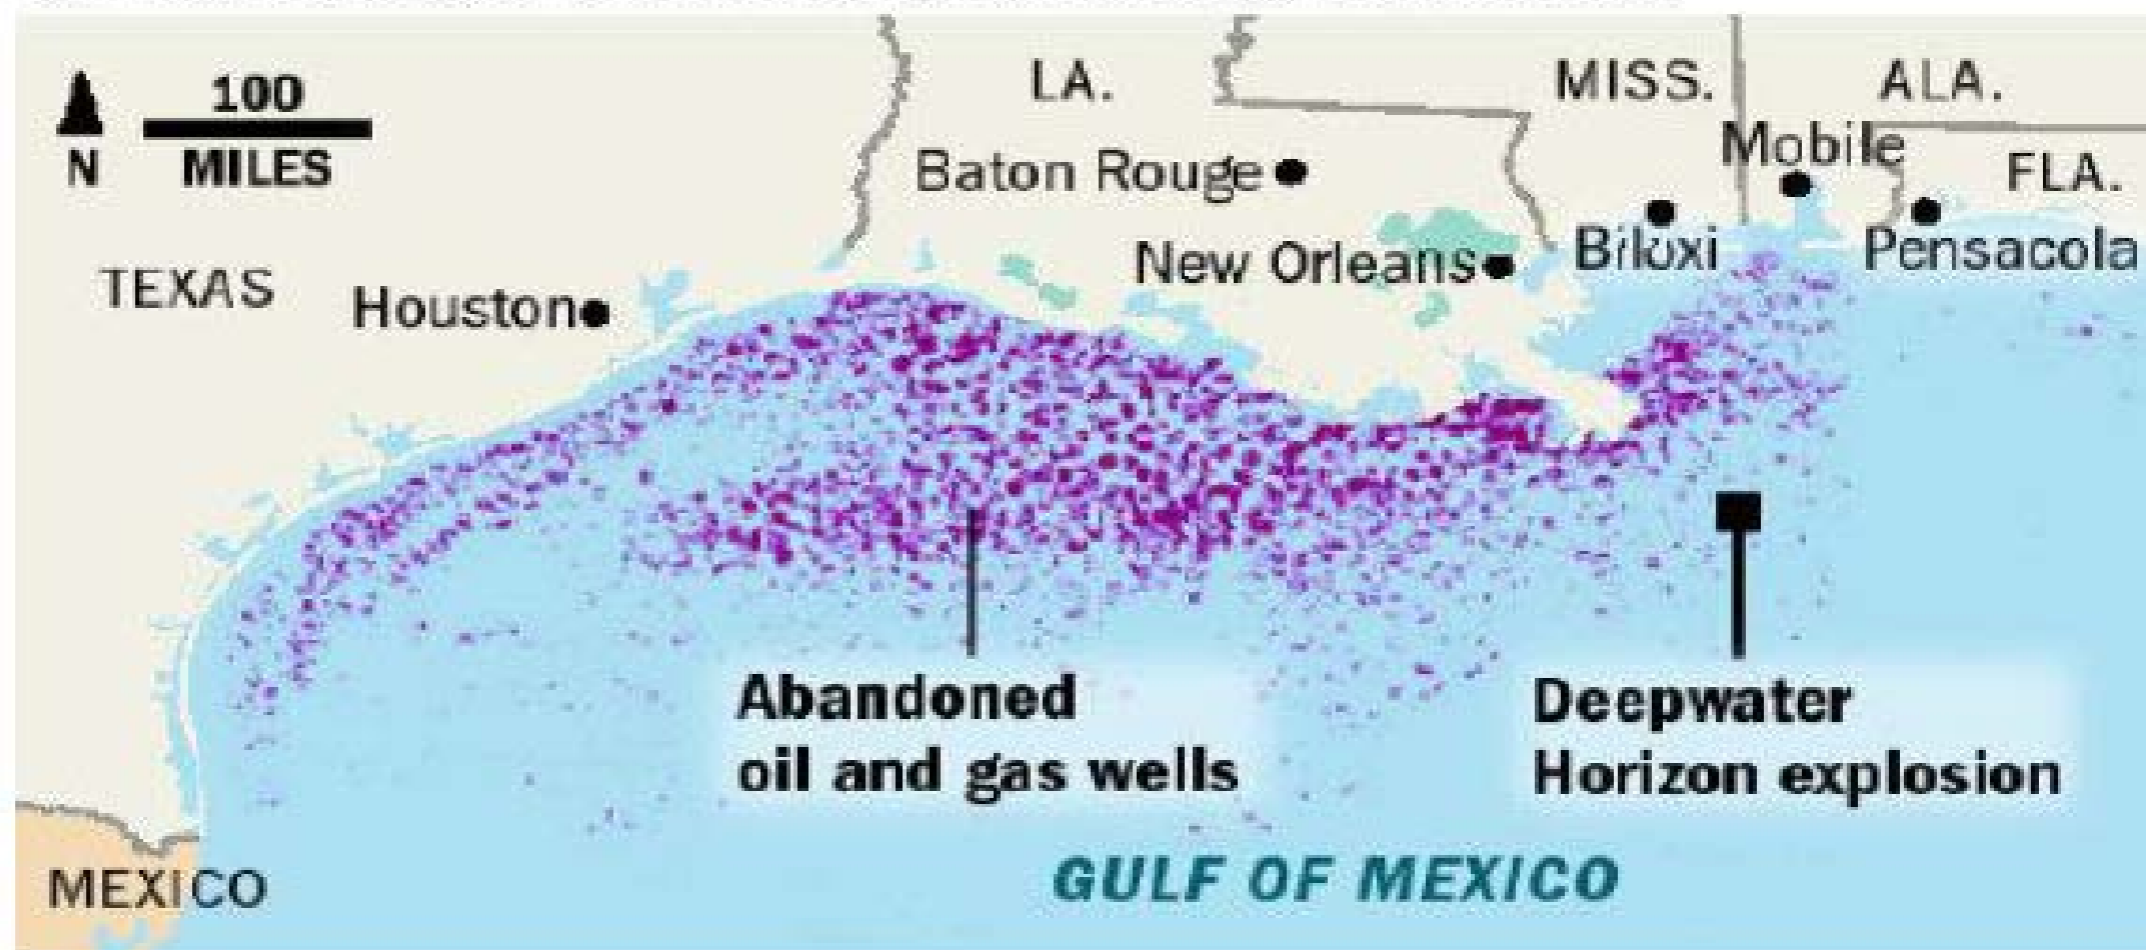 100
MILES
N
LA.
MISS.
ALA.
Mobile
FLA.
Baton Rouge
New Orleans
Biloxi
Pensacola
TEXAS
Houston
Abandoned
oil and gas wells
Deepwater
Horizon explosion
GULF OF MEXICO
MEXICO